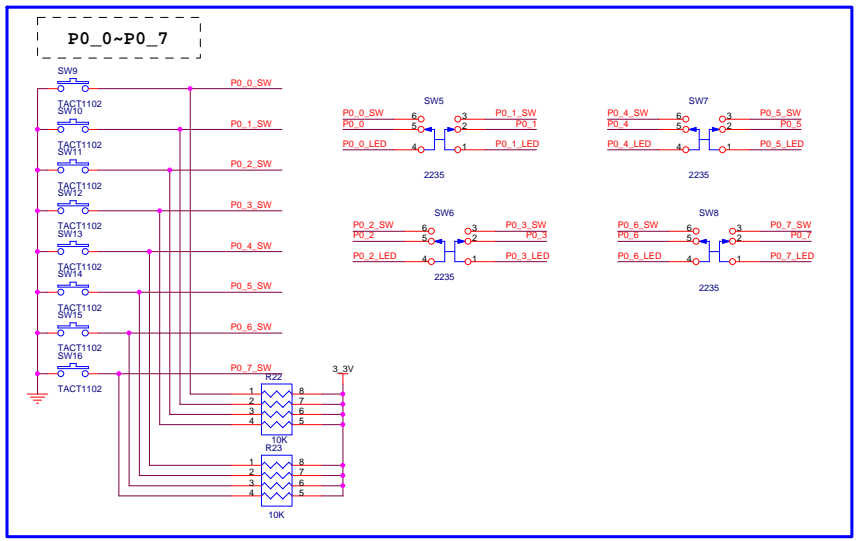 P0_0~P0_7
SW9
P0_0_SW
TACT1102
SW10
P0_1_SW
TACT1102
SW11
P0_2_SW
TACT1102
SW12
P0_3_SW
TACT1102
SW13
P0_4_SW
TACT1102
SW14
P0_5_SW
TACT1102
SW15
P0_6_SW
TACT1102
SW16
P0_7_SW
TACT1102
3_3V
R22
1 8
2 7
3 6
4 5
10K
R23
1 8
2 7
3 6
4 5
10K
SW5
P0_0_SW 6 3 P0_1_SW
P0_0 5 2 P0_1
P0_0_LED 4 1 P0_1_LED
2235
SW7
P0_4_SW 6 3 P0_5_SW
P0_4 5 2 P0_5
P0_4_LED 4 1 P0_5_LED
2235
SW6
P0_2_SW 6 3 P0_3_SW
P0_2 5 2 P0_3
P0_2_LED 4 1 P0_3_LED
2235
SW8
P0_6_SW 6 3 P0_7_SW
P0_6 5 2 P0_7
P0_6_LED 4 1 P0_7_LED
2235